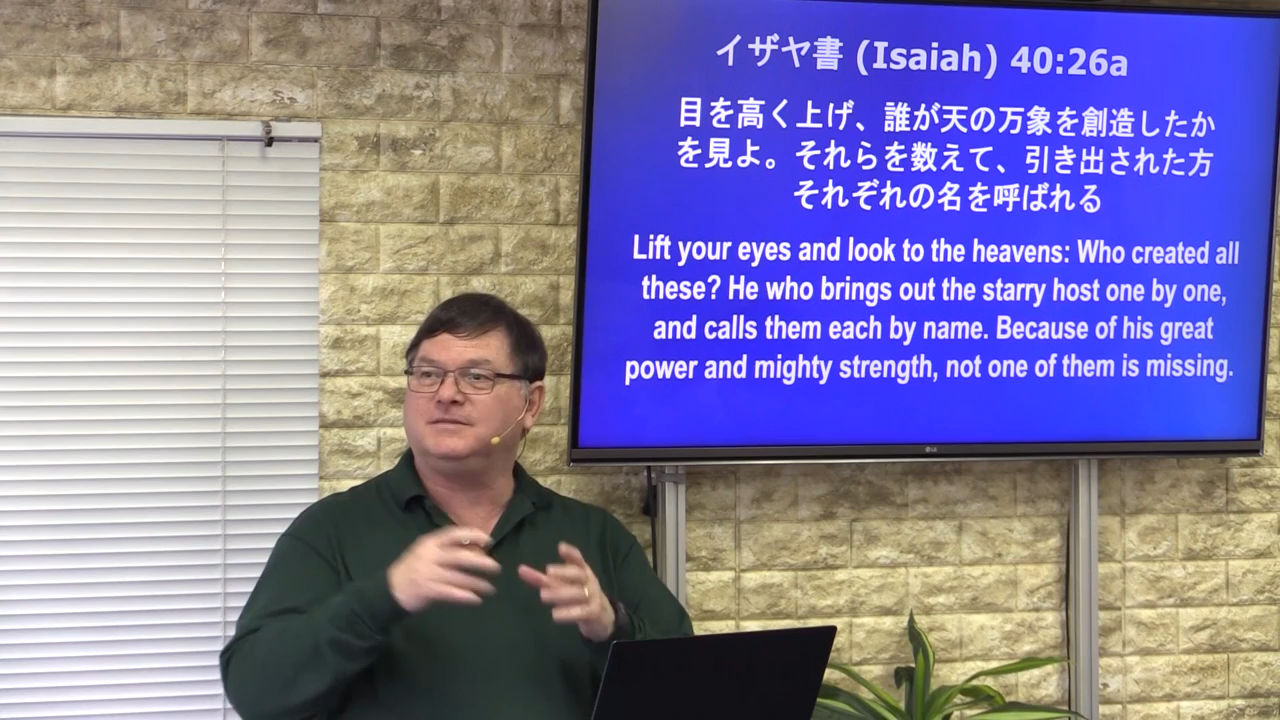 イザヤ書 (Isaiah) 40:26a
目を高く上げ、誰が天の万象を創造したか
を見よ。それらを数えて、引き出された方
それぞれの名を呼ばれる
Lift your eyes and look to the heavens: Who created all
these? He who brings out the starry host one by one,
and calls them each by name. Because of his great
power and mighty strength, not one of them is missing.
LG